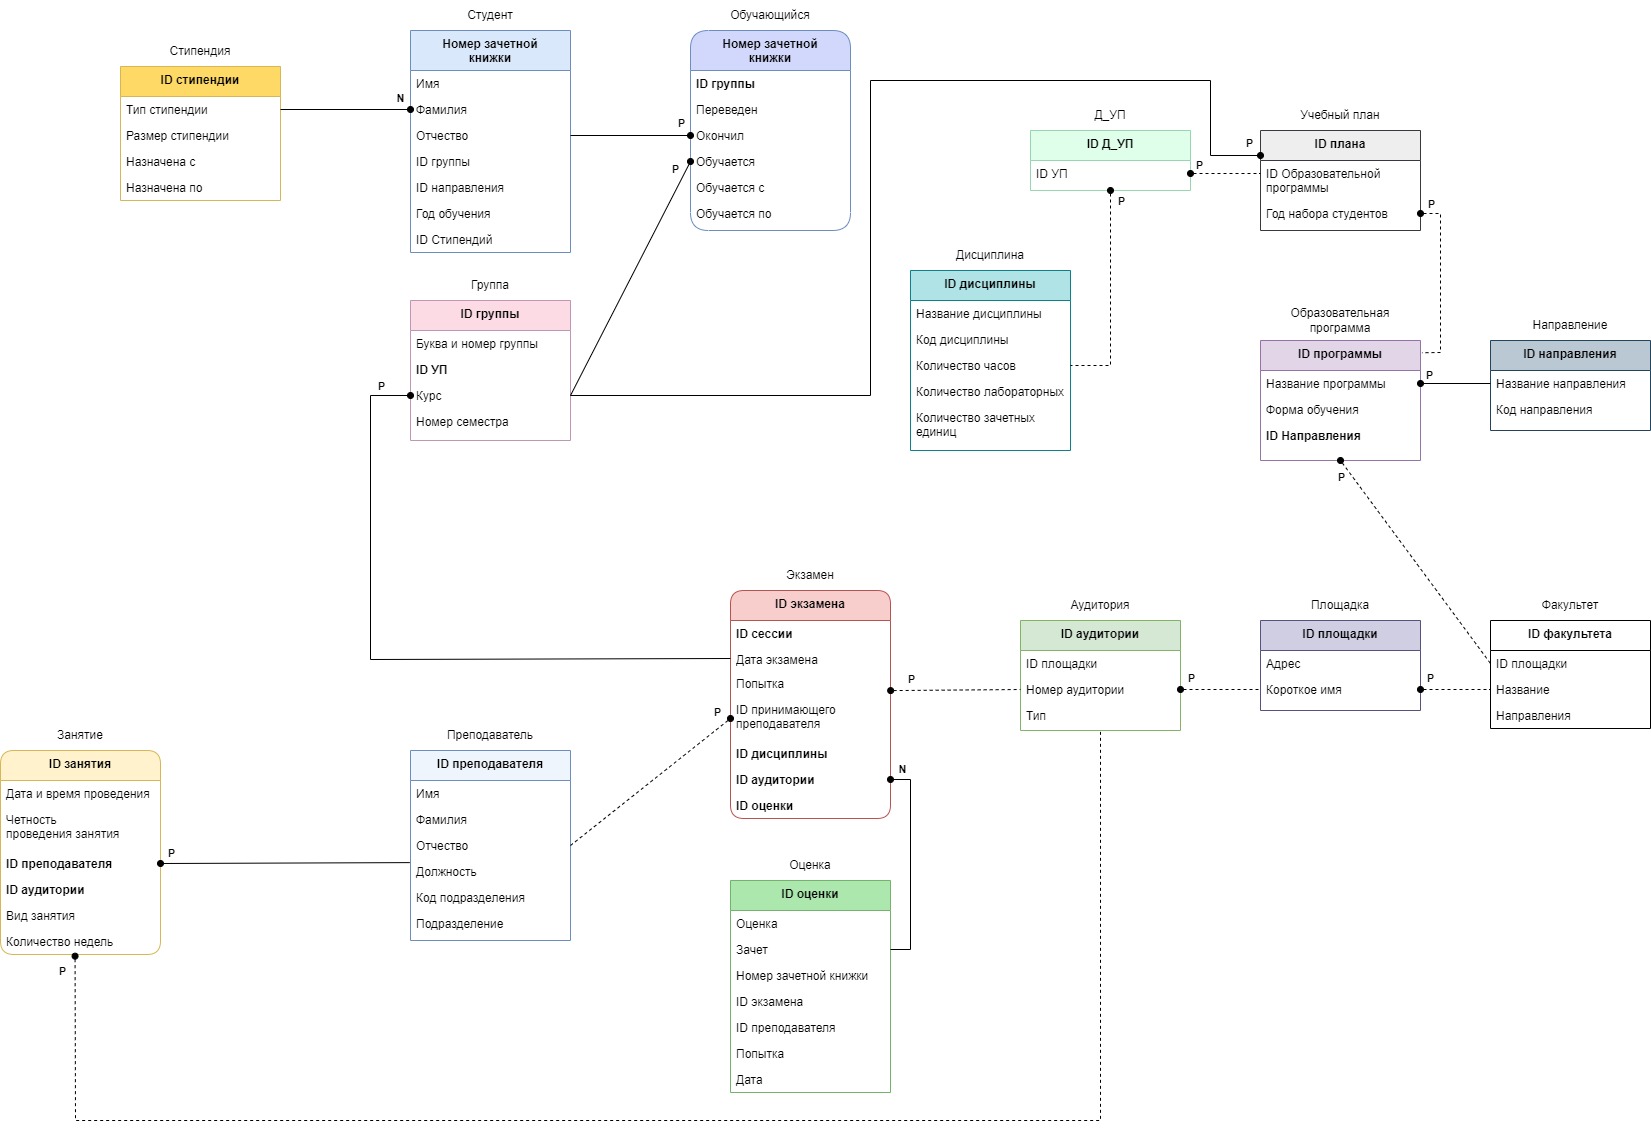 Стипендия
ID стипендии
Тип стипендии
Размер стипендии
Назначена с
Назначена по
N
Студент
Номер зачетной
книжки
Имя
Фамилия
Отчество
ID группы
ID направления
Год обучения
ID Стипендий
P
P
Обучающийся
Номер зачетной
книжки
ID группы
Переведен
Окончил
Обучается
Обучается с
Обучается по
Д_УП
ID Д_УП
ID УП
P
P
Учебный план
P
ID плана
ID Образовательной
программы
Год набора студентов
P
Группа
ID группы
Буква и номер группы
ID УП
Курс
Номер семестра
P
Дисциплина
ID дисциплины
Название дисциплины
Код дисциплины
Количество часов
Количество лабораторных
Количество зачетных
единиц
Образовательная
программа
ID программы
Название программы
Форма обучения
ID Направления
P
P
Направление
ID направления
Название направления
Код направления
Экзамен
ID экзамена
ID сессии
Дата экзамена
Попытка
ID принимающего
преподавателя
ID дисциплины
ID аудитории
ID оценки
P
P
N
Аудитория
ID аудитории
ID площадки
Номер аудитории
Тип
P
Площадка
ID площадки
Адрес
Короткое имя
P
Факультет
ID факультета
ID площадки
Название
Направления
Занятие
ID занятия
Дата и время проведения
Четность
проведения занятия
ID преподавателя
ID аудитории
Вид занятия
Количество недель
P
P
Преподаватель
ID преподавателя
Имя
Фамилия
Отчество
Должность
Код подразделения
Подразделение
Оценка
ID оценки
Оценка
Зачет
Номер зачетной книжки
ID экзамена
ID преподавателя
Попытка
Дата